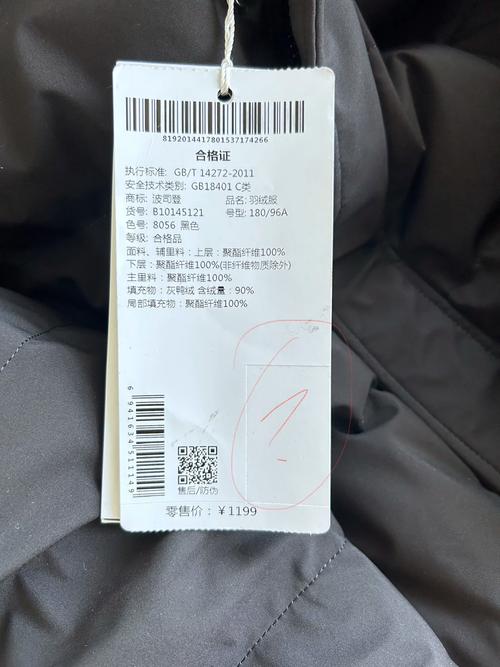 8192014417801537174266
合格证
执行标准: GB/T 14272-2011
安全技术类别: GB18401 C类
商标: 波司登 品名: 羽绒服
货号: B10145121 号型: 180/96A
色号: 8056 黑色
等级: 合格品
面料、辅里料: 上层: 聚酯纤维100%
下层: 聚酯纤维100%(非纤维物质除外)
主里料: 聚酯纤维100%
填充物: 灰鸭绒 含绒量: 90%
局部填充物: 聚酯纤维100%
6941634511149
售后/防伪
零售价: ¥1199